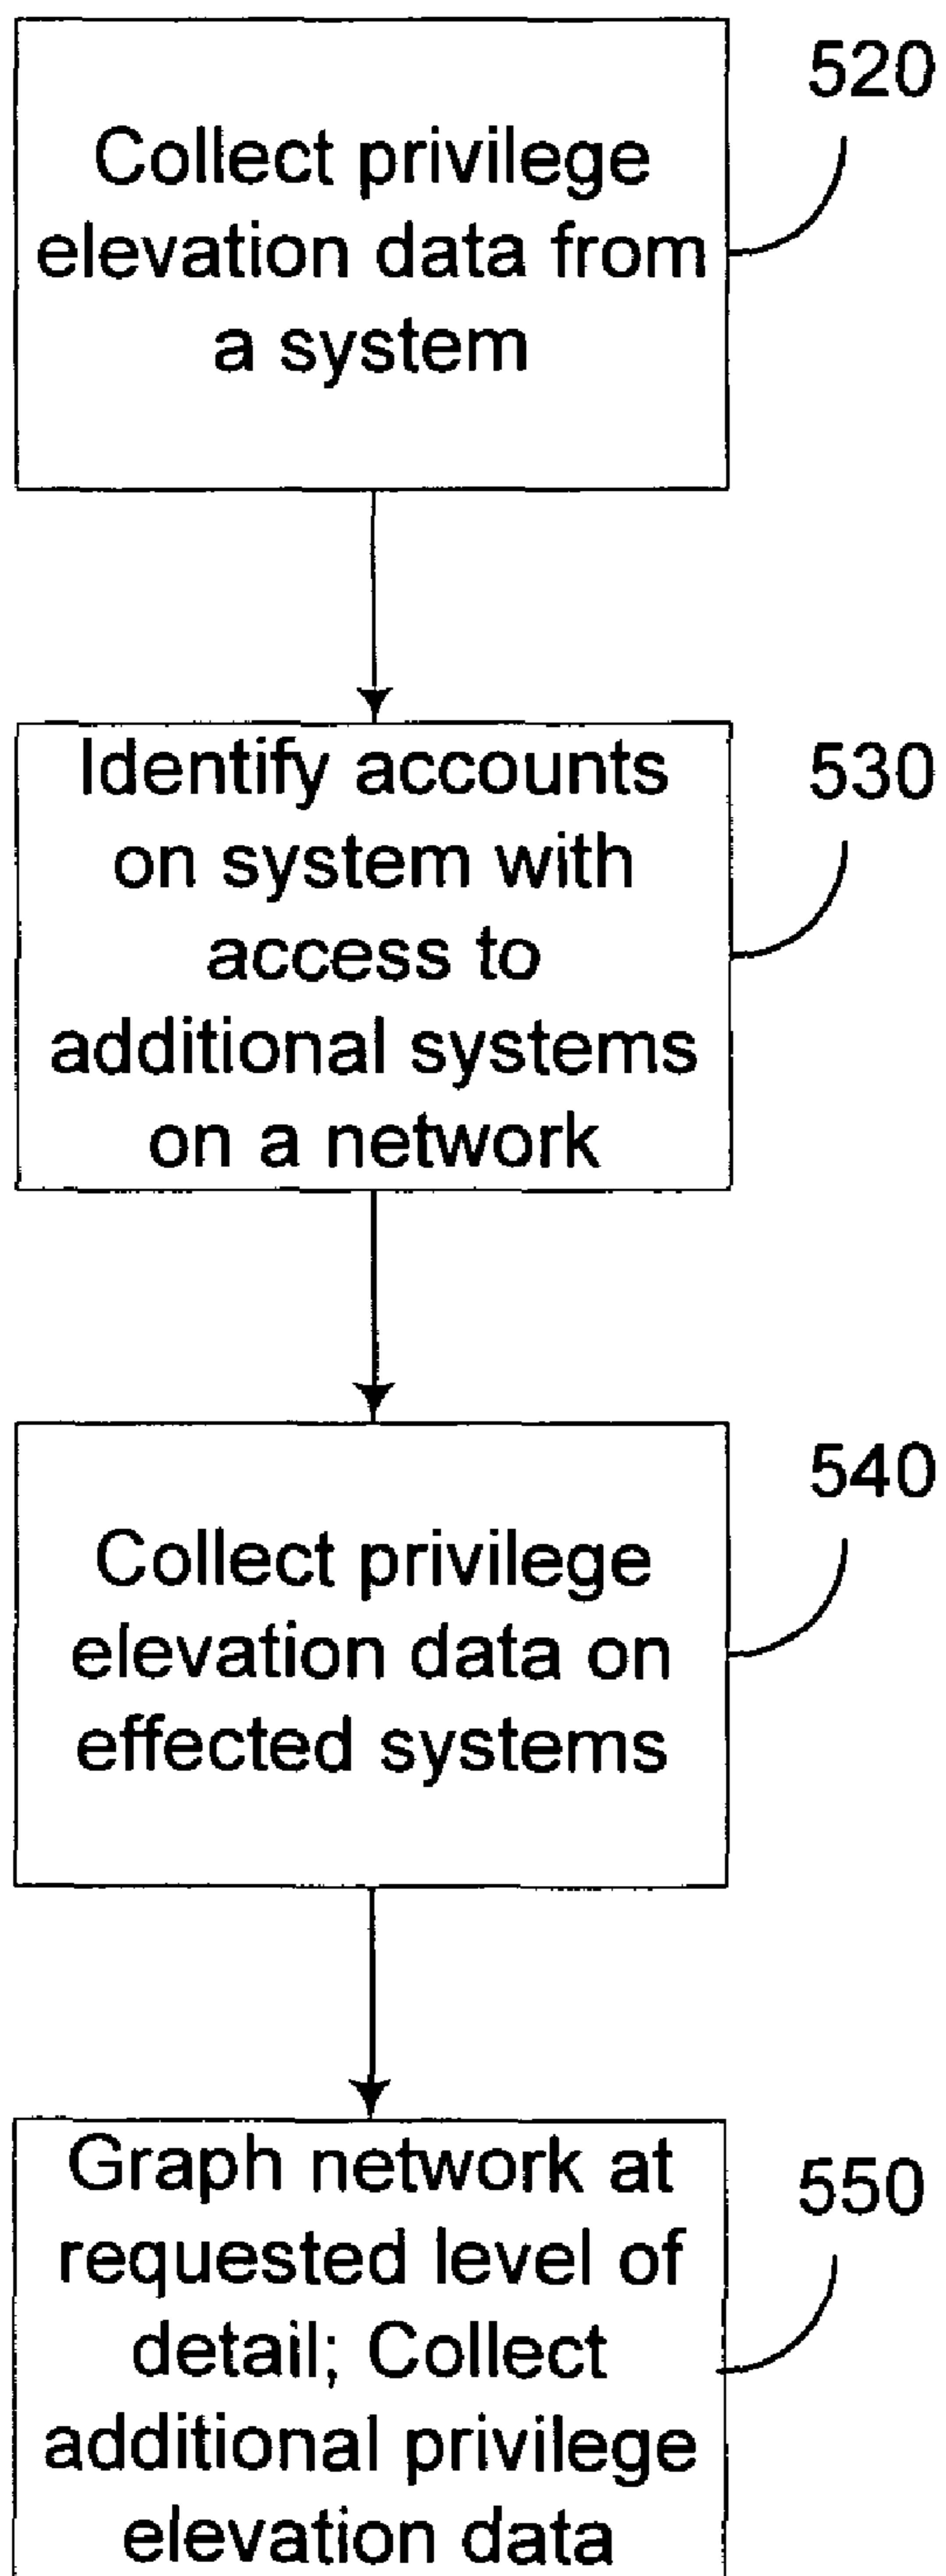 520
Collect privilege
elevation data from
a system
530
Identify accounts
on system with
access to
additional systems
on a network
540
Collect privilege
elevation data on
effected systems
550
Graph network at
requested level of
detail; Collect
additional privilege
elevation data